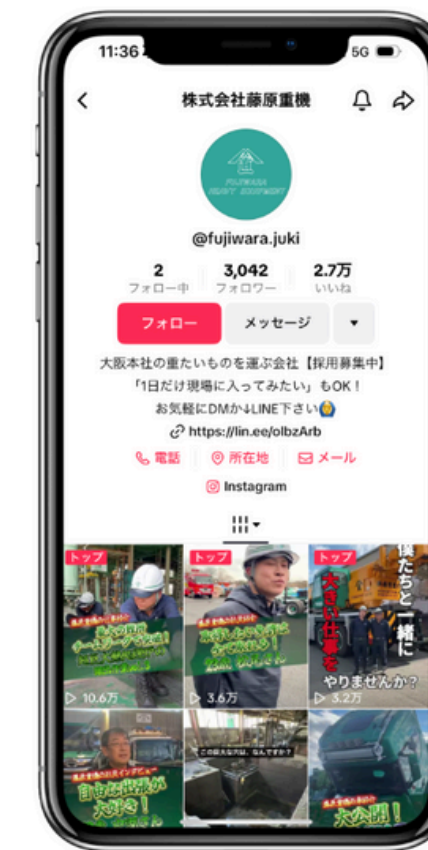 11:36
5G
株式会社藤原重機
FUJIWARA
HEAVY EQUIPMENT
@fujiwara.juki
2 3,042 2.7万
フォロー中 フォロワー いいね
フォロー メッセージ
大阪本社の重たいものを運ぶ会社【採用募集中】
「1日だけ現場に入ってみたい」もOK！
お気軽にDMか↓LINE下さい
https://lin.ee/olbzArb
電話 所在地 メール
Instagram
トップ
トップ
トップ
僕たちと一緒に
大きい仕事を
やりませんか？
10.6万
3.6万
3.2万
自由な出張が
大好き！
この巨大な穴は、なんですか？
大公開！